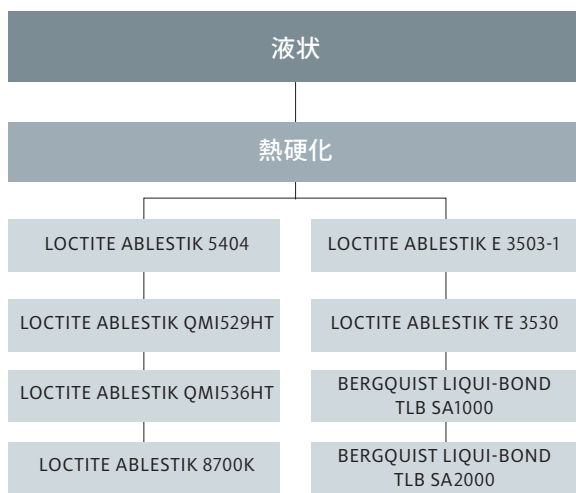 液状
熱硬化
LOCTITE ABLESTIK 5404
LOCTITE ABLESTIK QMI529HT
LOCTITE ABLESTIK QMI536HT
LOCTITE ABLESTIK 8700K
LOCTITE ABLESTIK E 3503-1
LOCTITE ABLESTIK TE 3530
BERGQUIST LIQUI-BOND
TLB SA1000
BERGQUIST LIQUI-BOND
TLB SA2000